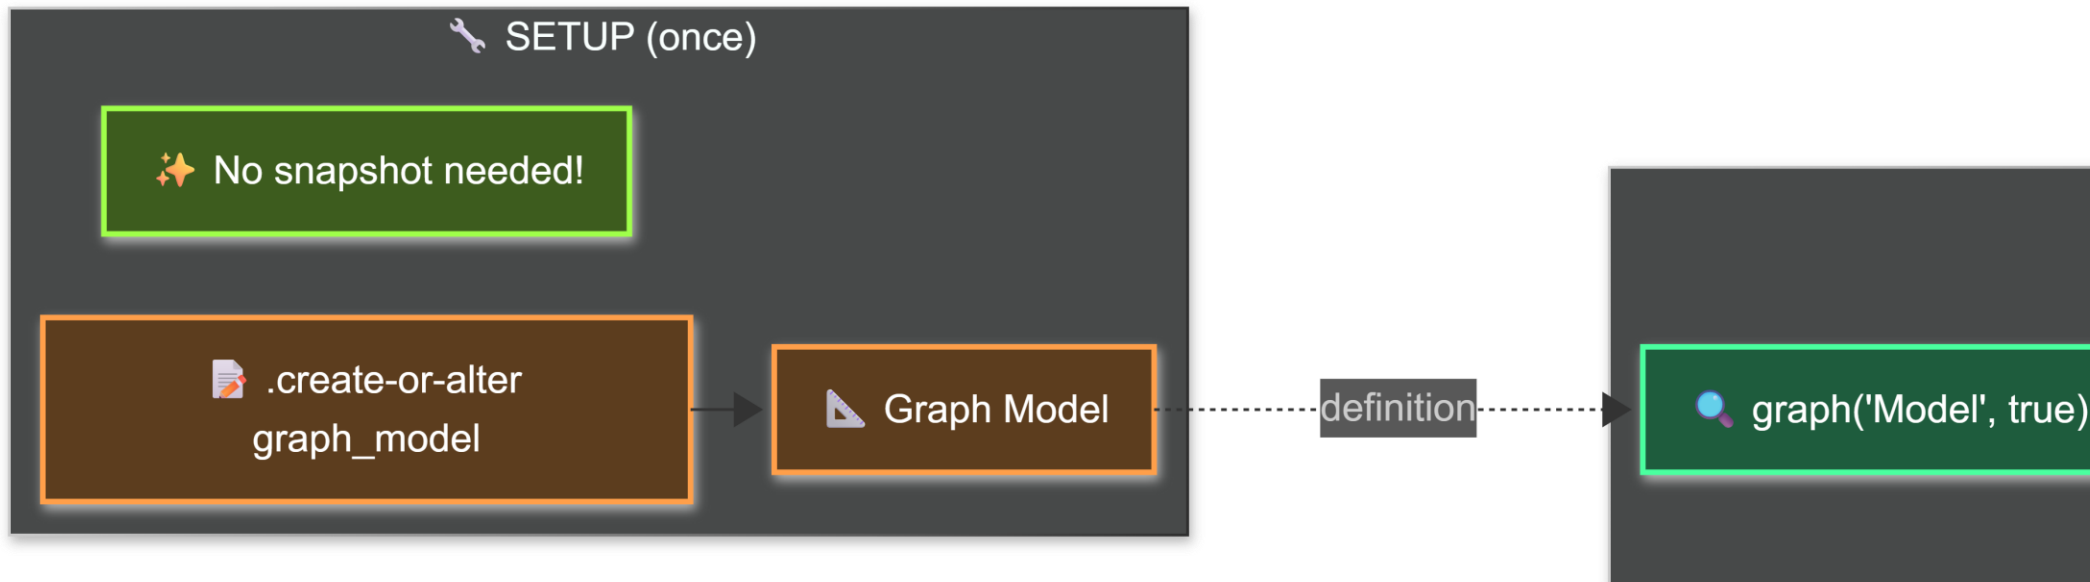 SETUP (once)
No snapshot needed!
.create-or-alter
graph_model
Graph Model
definition
graph('Model', true)